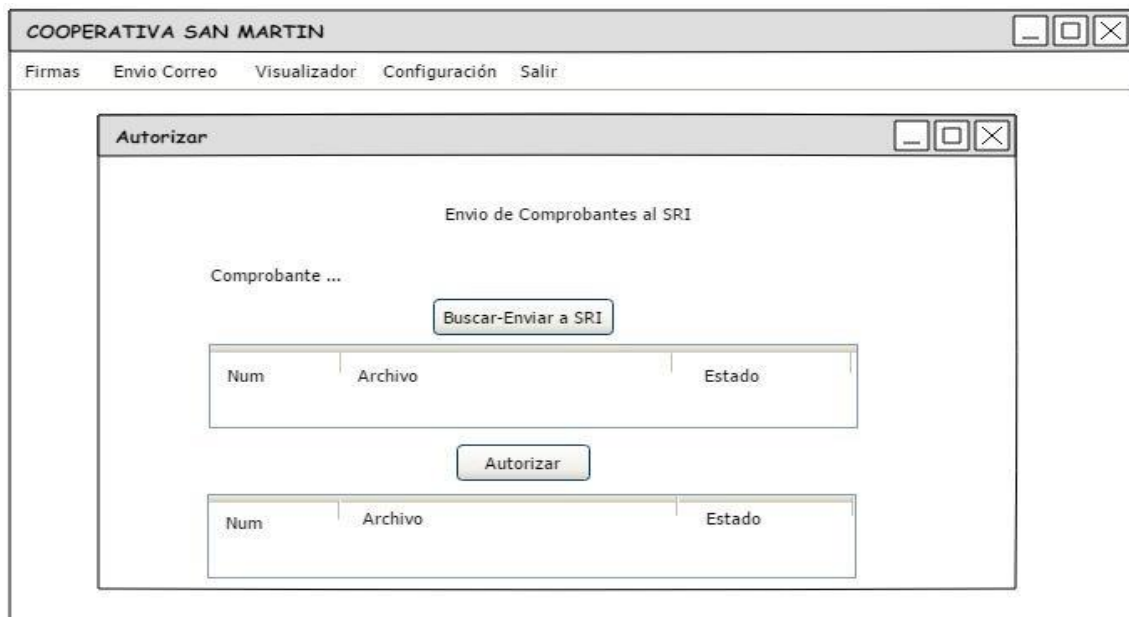 COOPERATIVA SAN MARTIN
Firmas Envio Correo Visualizador Configuración Salir
Autorizar
Envio de Comprobantes al SRI
Comprobante ...
Buscar-Enviar a SRI
Num Archivo Estado
Autorizar
Num Archivo Estado